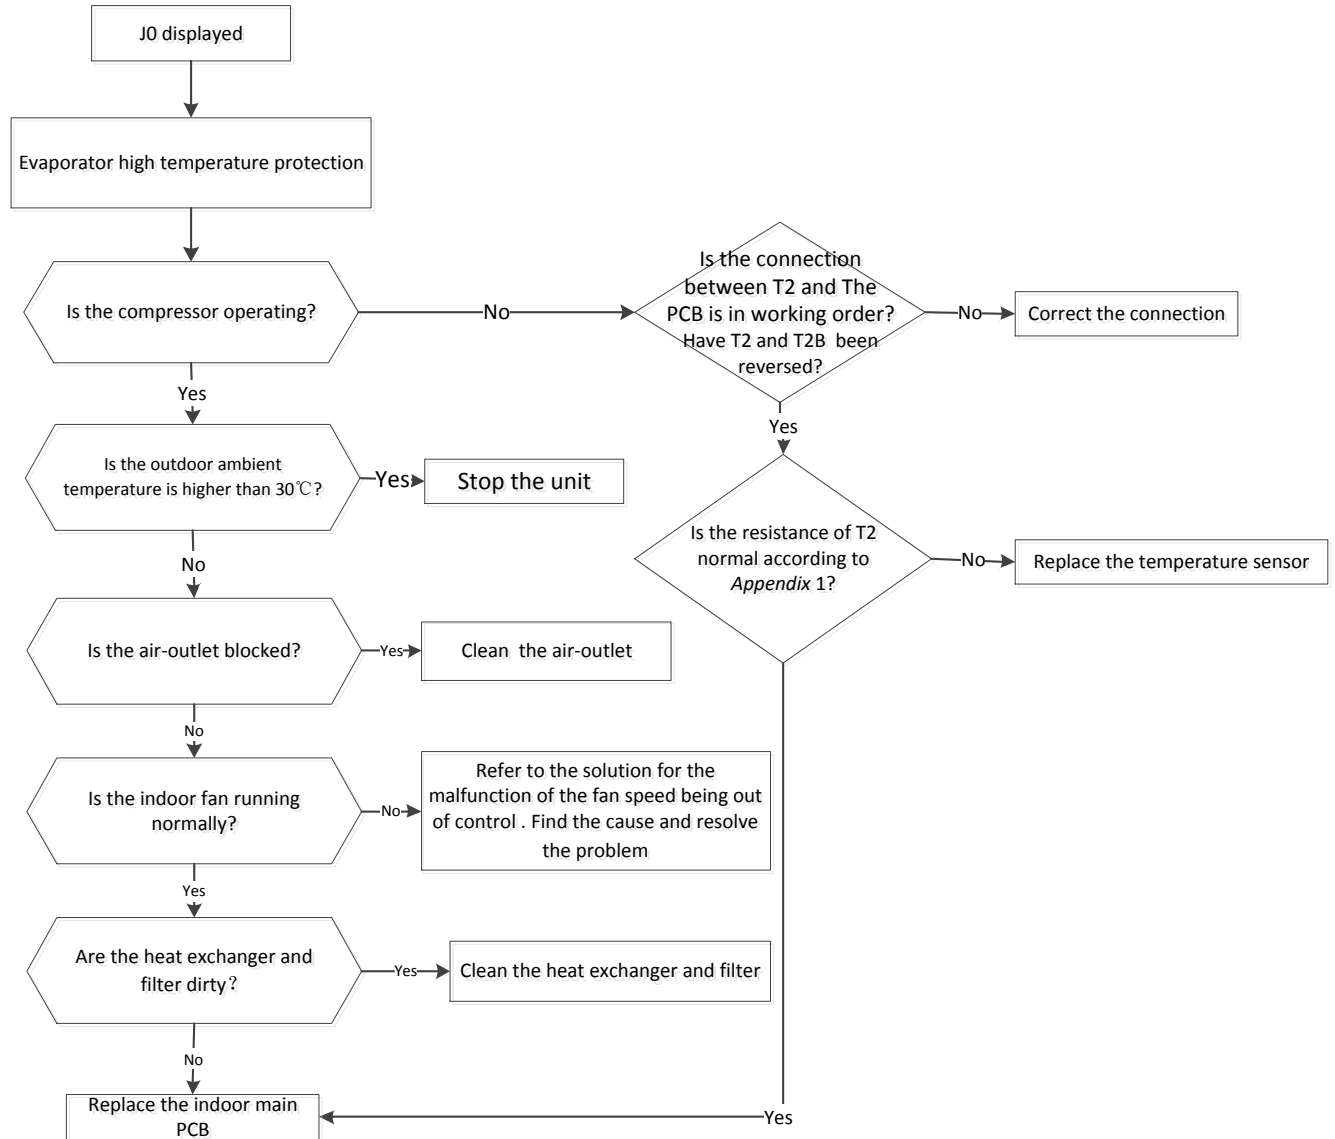 J0 displayed
Evaporator high temperature protection
Is the compressor operating?
No
Is the connection
between T2 and The
PCB is in working order?
Have T2 and T2B been
reversed?
No
Correct the connection
Yes
Yes
Is the outdoor ambient
temperature is higher than 30℃?
Yes
Stop the unit
Is the resistance of T2
normal according to
Appendix 1?
No
Replace the temperature sensor
No
Is the air-outlet blocked?
Yes
Clean the air-outlet
No
Is the indoor fan running
normally?
No
Refer to the solution for the
malfunction of the fan speed being out
of control . Find the cause and resolve
the problem
Yes
Are the heat exchanger and
filter dirty?
Yes
Clean the heat exchanger and filter
No
Replace the indoor main
PCB
Yes